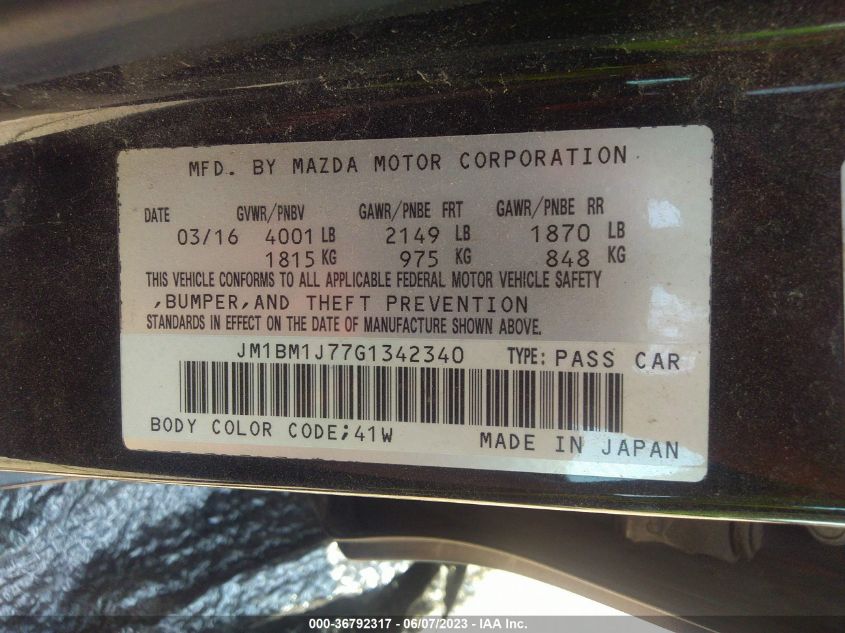 MFD. BY MAZDA MOTOR CORPORATION
DATE GVWR/PNBV GAWR/PNBE FRT GAWR/PNBE RR
03/16 4001 LB 2149 LB 1870 LB
1815 KG 975 KG 848 KG
THIS VEHICLE CONFORMS TO ALL APPLICABLE FEDERAL MOTOR VEHICLE SAFETY
,BUMPER,AND THEFT PREVENTION
STANDARDS IN EFFECT ON THE DATE OF MANUFACTURE SHOWN ABOVE.
JM1BM1J77G1342340 TYPE: PASS CAR
BODY COLOR CODE;41W MADE IN JAPAN
000-36792317 - 06/07/2023 - © IAA Inc.